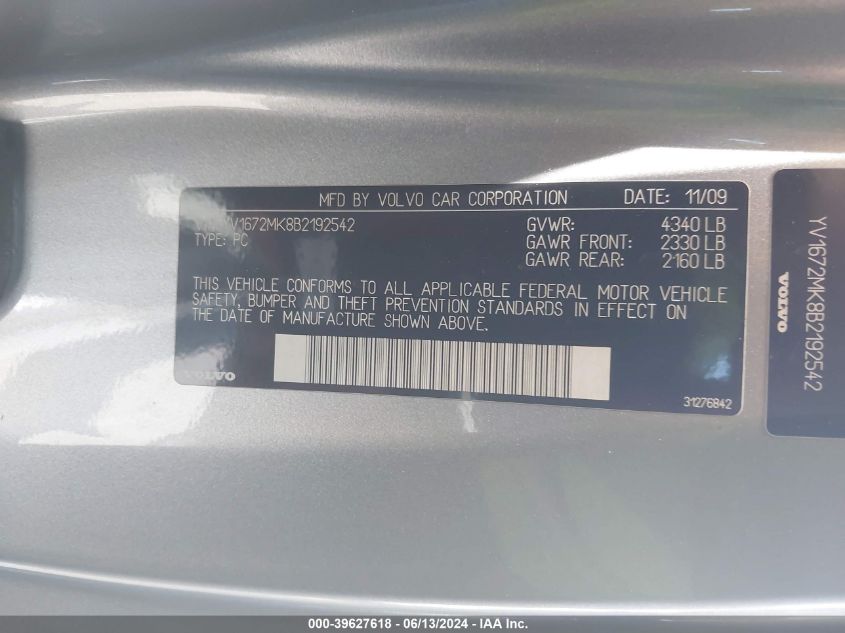 MFD BY VOLVO CAR CORPORATION DATE: 11/09
YV1672MK8B2192542 GVWR: 4340 LB
TYPE: PC GAWR FRONT: 2330 LB
GAWR REAR: 2160 LB
THIS VEHICLE CONFORMS TO ALL APPLICABLE FEDERAL MOTOR VEHICLE
SAFETY, BUMPER AND THEFT PREVENTION STANDARDS IN EFFECT ON
THE DATE OF MANUFACTURE SHOWN ABOVE.
VOLVO
31276842
YV1672MK8B2192542
VOLVO
000-39627618 - 06/13/2024 - IAA Inc.